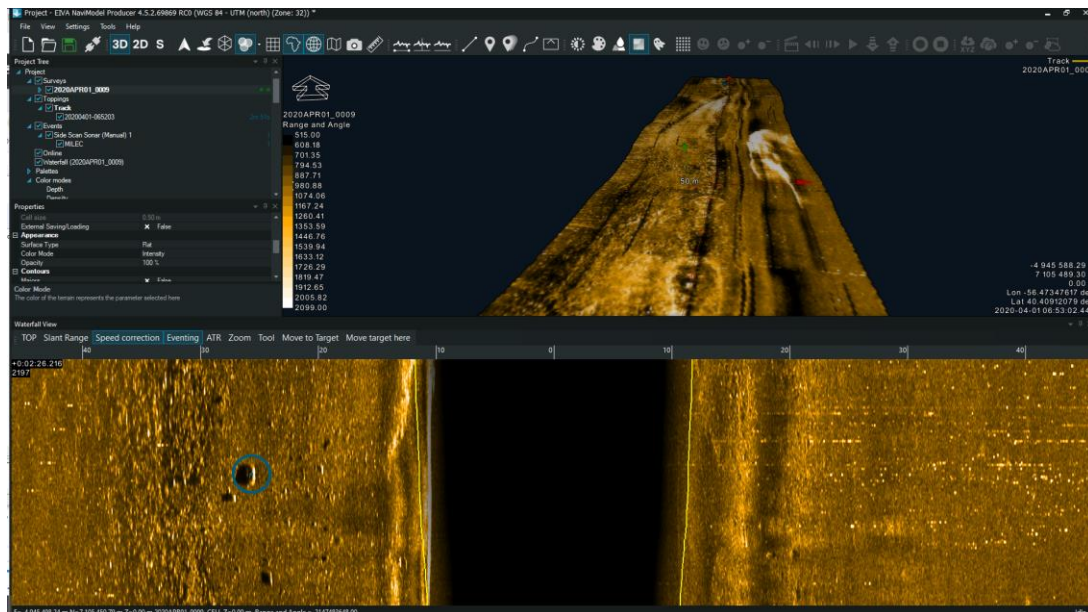 Project - EIVA NaviModel Producer 4.5.2.69869 RC0 (WGS 84 - UTM (north) (Zone: 32)) *
File View Settings Tools Help
3D 2D S
XYZ
Project Tree
Project
Surveys
2020APR01_0009
Toppings
Track
20200401-065203
Events
Side Scan Sonar (Manual) 1
MILEC
Online
Waterfall (2020APR01_0009)
Palettes
Color modes
Depth
Density
Properties
Cell size 0.50 m
External Saving/Loading False
Appearance
Surface Type Flat
Color Mode Intensity
Opacity 100 %
Contours
Majors False
Color Mode
The color of the terrain represents the parameter selected here
2020APR01_0009
Range and Angle
515.00
608.18
701.35
794.53
887.71
980.88
1074.06
1167.24
1260.41
1353.59
1446.76
1539.94
1633.12
1726.29
1819.47
1912.65
2005.82
2099.00
50 m
Track
2020APR01_000
-4 945 588.29
7 105 489.30
0.00
Lon -56.47347617 de
Lat 40.40912079 de
2020-04-01 06:53:02.44
Waterfall View
TOP Slant Range Speed correction Eventing ATR Zoom Tool Move to Target Move target here
40 30 20 10 0 10 20 30 40
+0:02:26.216
2197